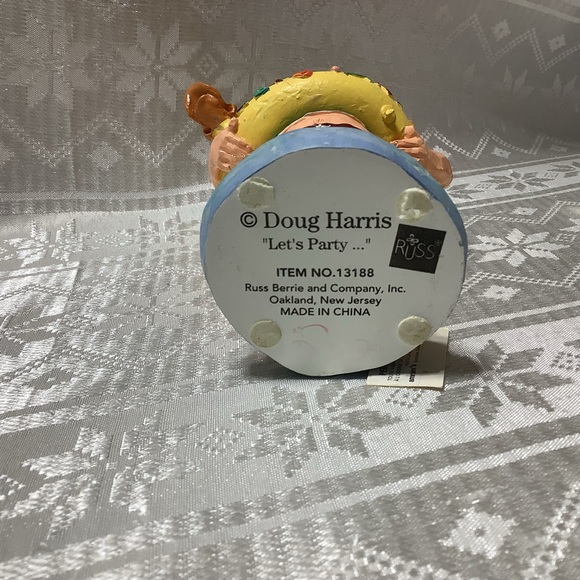 © Doug Harris
"Let's Party ..."
RUSS®
ITEM NO.13188
Russ Berrie and Company, Inc.
Oakland, New Jersey
MADE IN CHINA